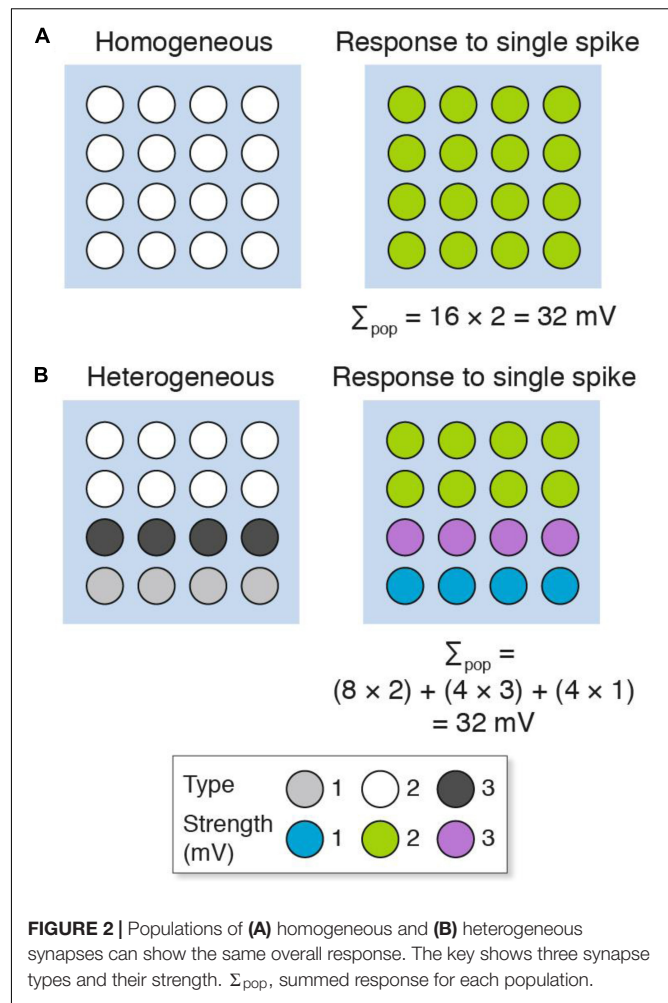 A
Homogeneous
Response to single spike
∑pop = 16 × 2 = 32 mV
B
Heterogeneous
Response to single spike
∑pop =
(8 × 2) + (4 × 3) + (4 × 1)
= 32 mV
Type 1 2 3
Strength 1 2 3
(mV)
FIGURE 2 | Populations of (A) homogeneous and (B) heterogeneous
synapses can show the same overall response. The key shows three synapse
types and their strength. Σpop, summed response for each population.